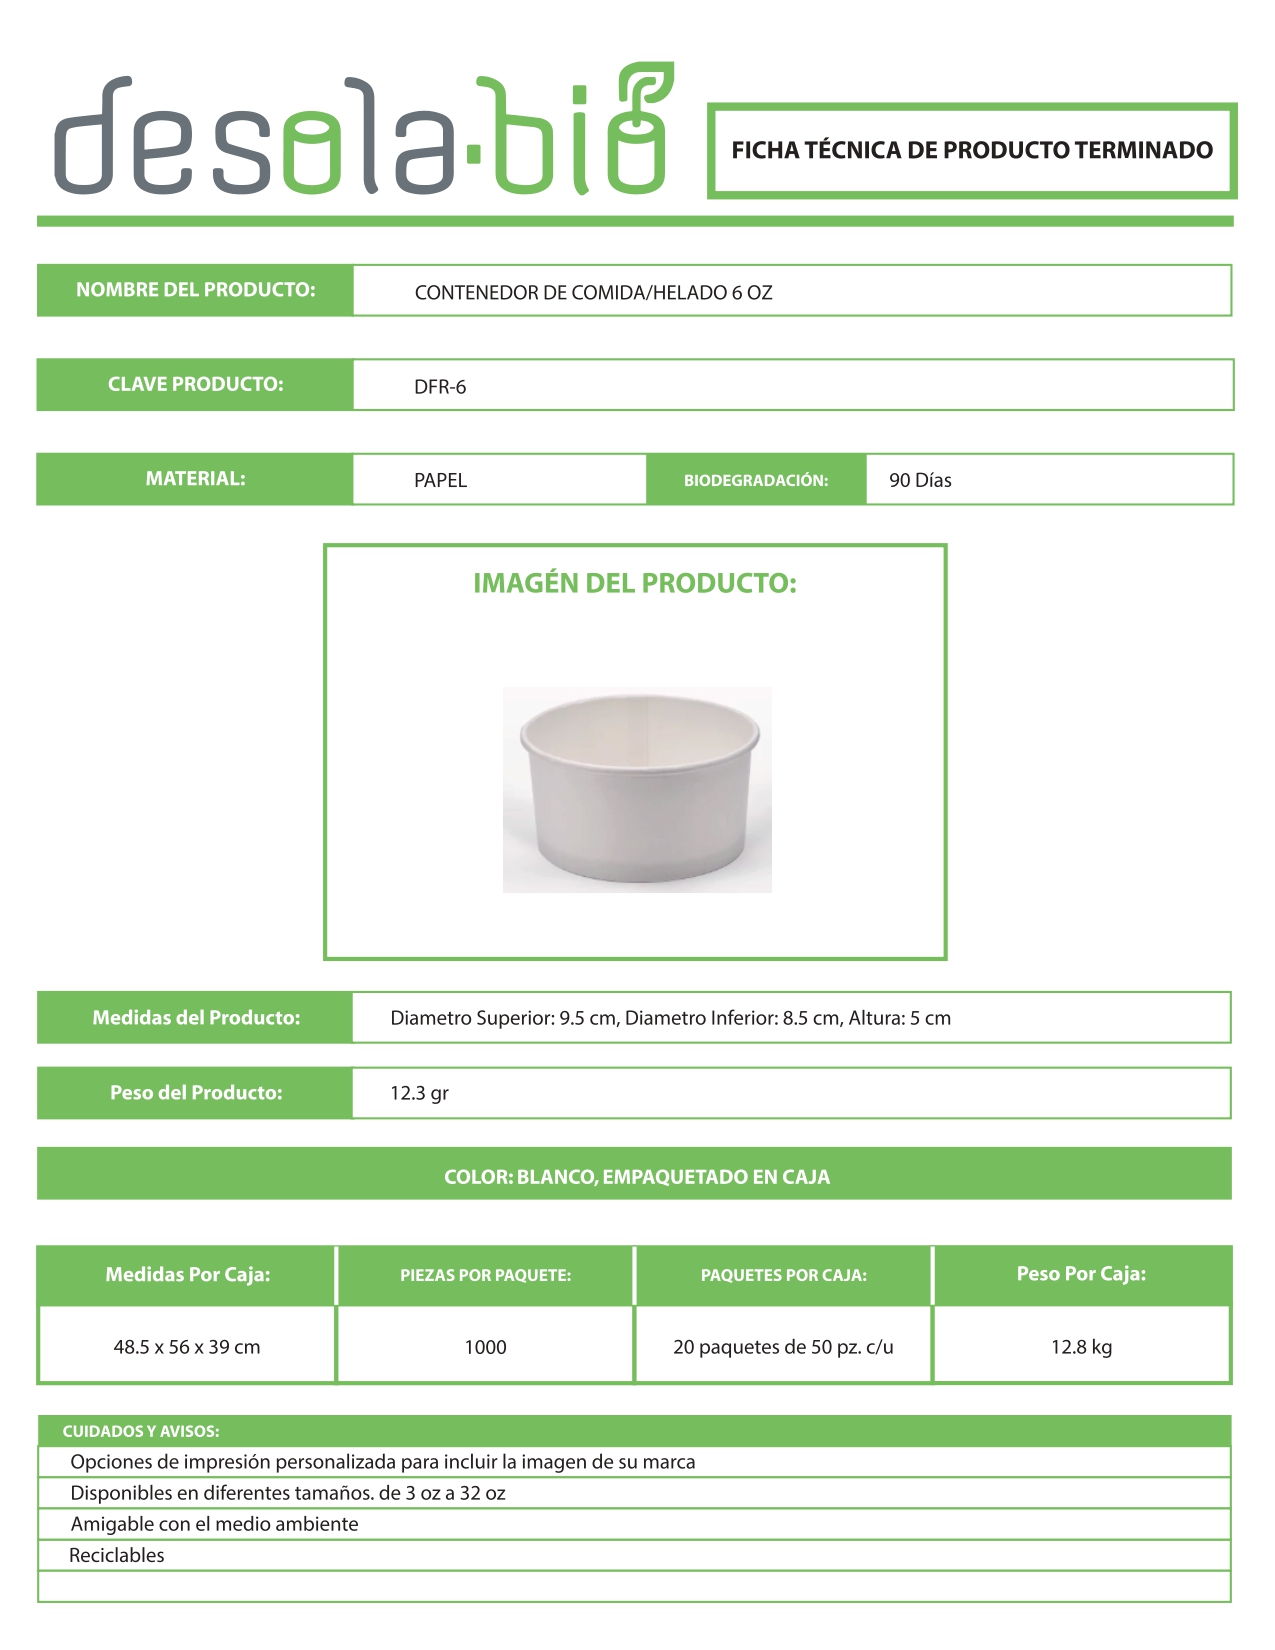 desola.bio
FICHA TÉCNICA DE PRODUCTO TERMINADO
NOMBRE DEL PRODUCTO: CONTENEDOR DE COMIDA/HELADO 6 OZ
CLAVE PRODUCTO: DFR-6
MATERIAL: PAPEL BIODEGRADACIÓN: 90 Días
IMAGÉN DEL PRODUCTO:
Medidas del Producto: Diametro Superior: 9.5 cm, Diametro Inferior: 8.5 cm, Altura: 5 cm
Peso del Producto: 12.3 gr
COLOR: BLANCO, EMPAQUETADO EN CAJA
Medidas Por Caja: PIEZAS POR PAQUETE: PAQUETES POR CAJA: Peso Por Caja:
48.5 x 56 x 39 cm 1000 20 paquetes de 50 pz. c/u 12.8 kg
CUIDADOS Y AVISOS:
Opciones de impresión personalizada para incluir la imagen de su marca
Disponibles en diferentes tamaños. de 3 oz a 32 oz
Amigable con el medio ambiente
Reciclables